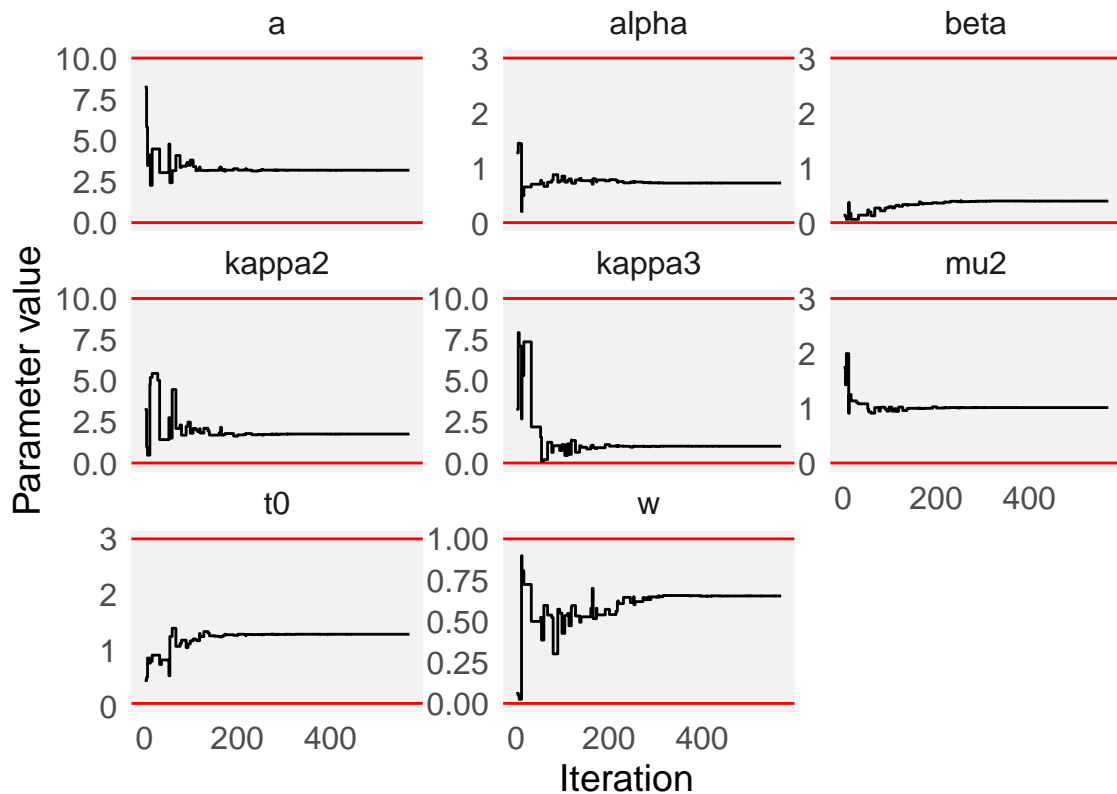 a alpha beta
10.0 3 3
7.5
2 2
5.0
1 1
2.5
0.0 0 0
kappa2 kappa3 mu2
10.0 10.0 3
7.5 7.5
2
5.0 5.0
1
2.5 2.5
0.0 0.0 0
0 200 400
t0 w
3 1.00
2 0.75
0.50
1
0.25
0 0.00
0 200 400 0 200 400
Iteration
Parameter value